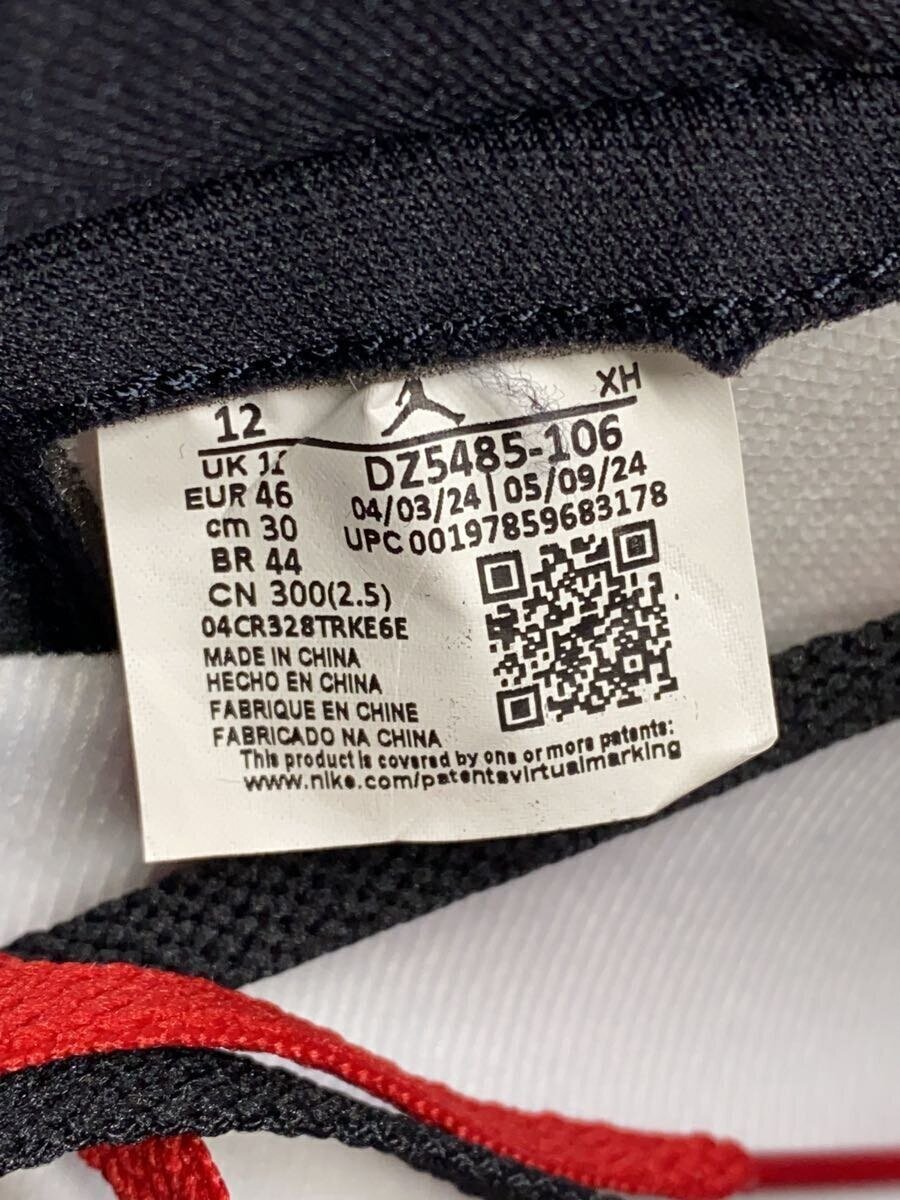 12 XH
UK 11
EUR 46
cm 30
BR 44
CN 300(2.5)
DZ5485-106
04/03/24 | 05/09/24
UPC 00197859683178
04CR328TRKE6E
MADE IN CHINA
HECHO EN CHINA
FABRIQUE EN CHINE
FABRICADO NA CHINA
This product is covered by one or more patents:
www.nike.com/patentsvirtualmarking